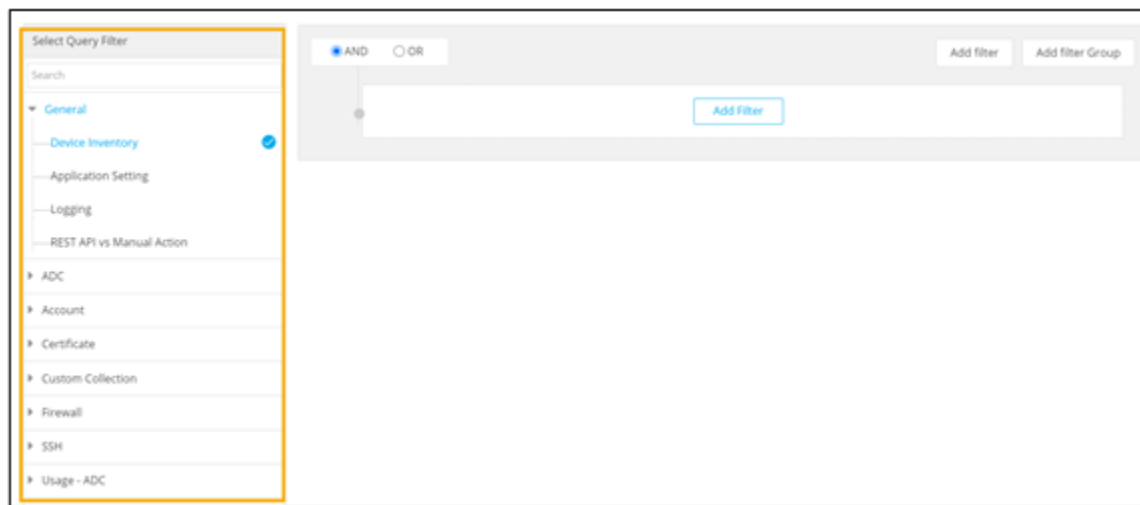 Select Query Filter
Search
General
Device Inventory
Application Setting
Logging
REST API vs Manual Action
ADC
Account
Certificate
Custom Collection
Firewall
SSH
Usage - ADC
AND OR
Add filter Add filter Group
Add Filter